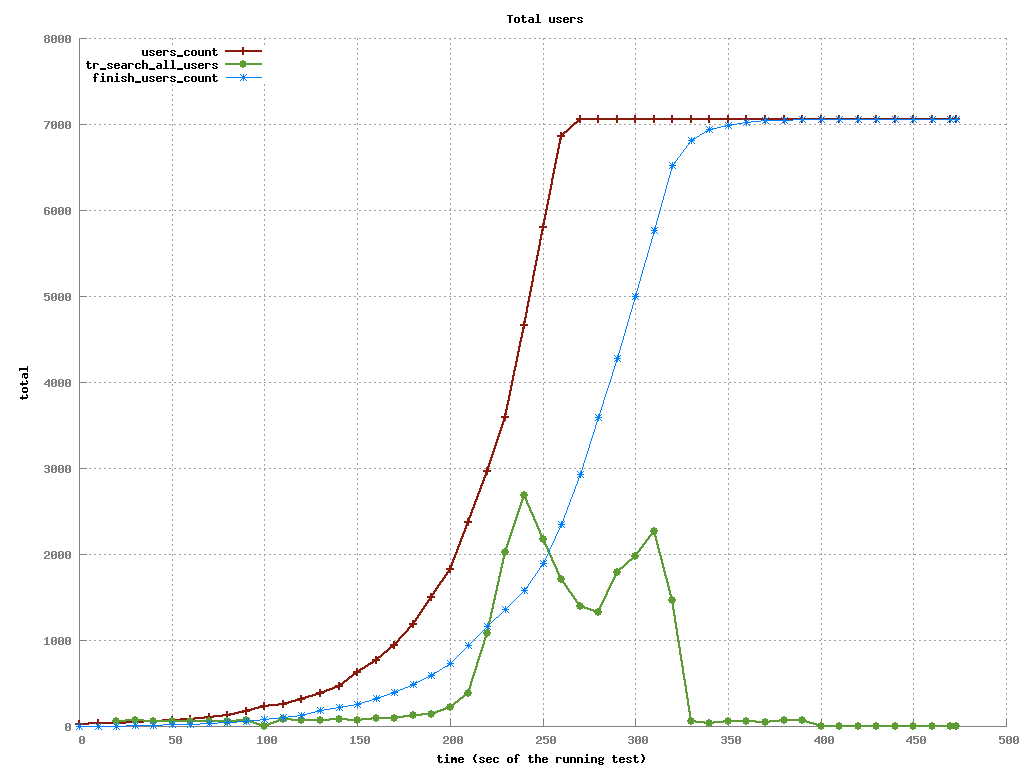 Total users
users_count
tr_search_all_users
finish_users_count
8000
7000
6000
5000
4000
3000
2000
1000
0
total
0 50 100 150 200 250 300 350 400 450 500
time (sec of the running test)